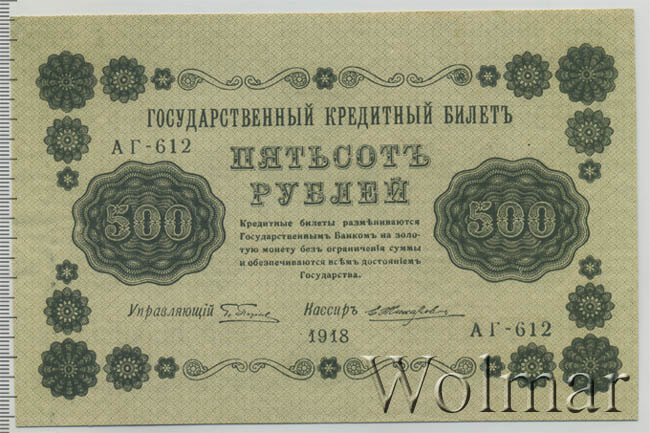 ГОСУДАРСТВЕННЫЙ КРЕДИТНЫЙ БИЛЕТЪ
АГ-612
ПЯТЬСОТЪ
РУБЛЕЙ
500
500
Кредитные билеты размѣниваются
Государственнымъ Банкомъ на золо-
тую монету безъ ограниченія суммы
и обезпечиваются всѣмъ достояніемъ
Государства.
Управляющій
Кассиръ
1918
АГ-612
Wolmar